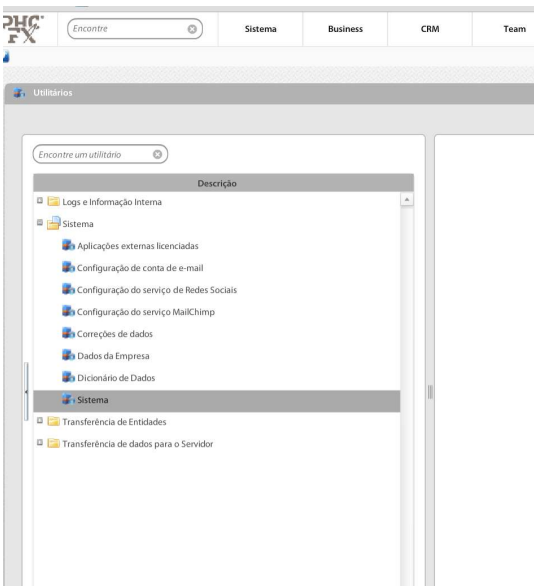 PHC FX
Encontre
Sistema
Business
CRM
Team
Utilitários
Encontre um utilitário
Descrição
Logs e Informação Interna
Sistema
Aplicações externas licenciadas
Configuração de conta de e-mail
Configuração do serviço de Redes Sociais
Configuração do serviço MailChimp
Correções de dados
Dados da Empresa
Dicionário de Dados
Sistema
Transferência de Entidades
Transferência de dados para o Servidor